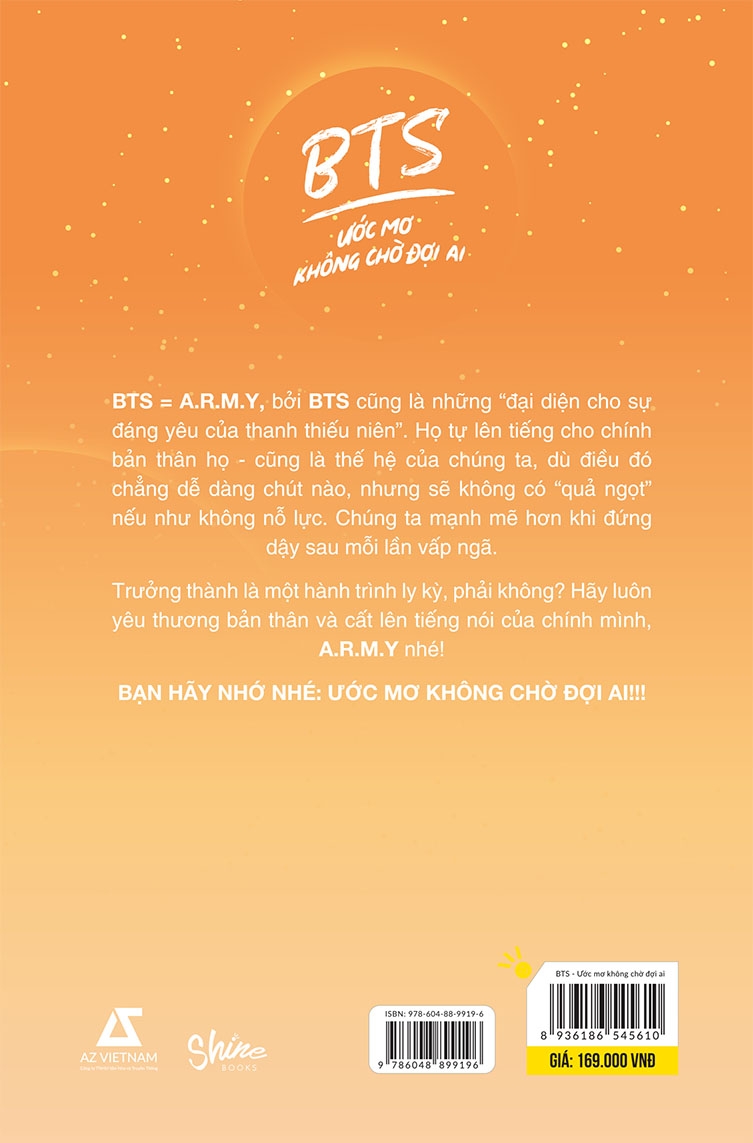 BTS
ƯỚC MƠ
KHÔNG CHỜ ĐỢI AI
BTS = A.R.M.Y, bởi BTS cũng là những “đại diện cho sự
đáng yêu của thanh thiếu niên”. Họ tự lên tiếng cho chính
bản thân họ - cũng là thế hệ của chúng ta, dù điều đó
chẳng dễ dàng chút nào, nhưng sẽ không có “quả ngọt”
nếu như không nỗ lực. Chúng ta mạnh mẽ hơn khi đứng
dậy sau mỗi lần vấp ngã.
Trưởng thành là một hành trình ly kỳ, phải không? Hãy luôn
yêu thương bản thân và cất lên tiếng nói của chính mình,
A.R.M.Y nhé!
BẠN HÃY NHỚ NHÉ: ƯỚC MƠ KHÔNG CHỜ ĐỢI AI!!!
AZ VIETNAM
Shine
BOOKS
ISBN: 978-604-88-9919-6
9 786048 899196
BTS - Ước mơ không chờ đợi ai
8 936186 545610
GIÁ: 169.000 VNĐ